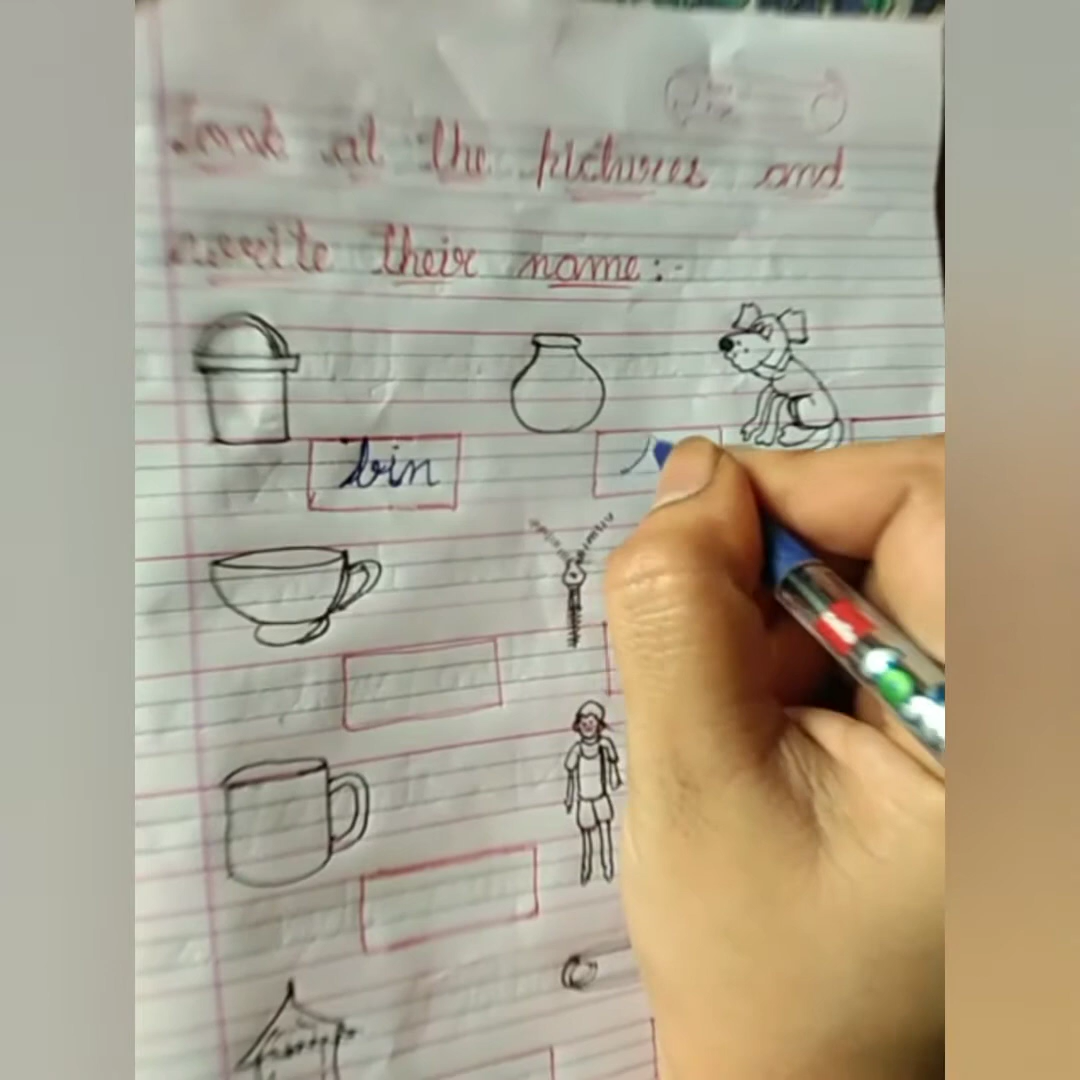 Look at the pictures and
write their name:-
bin